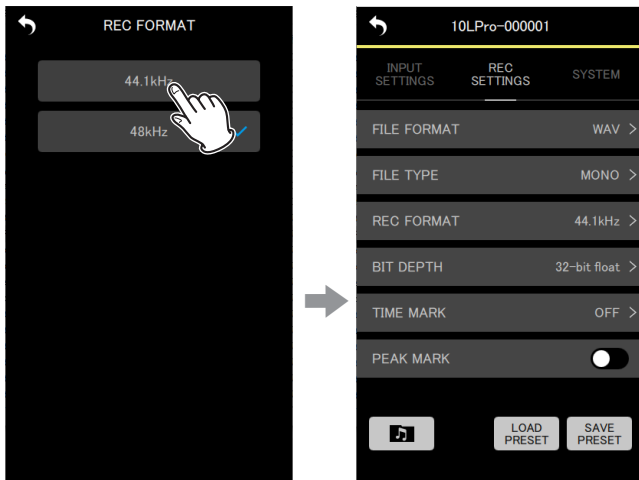 REC FORMAT
44.1kHz
48kHz
10LPro-000001
INPUT
SETTINGS
REC
SETTINGS
SYSTEM
FILE FORMAT WAV >
FILE TYPE MONO >
REC FORMAT 44.1kHz >
BIT DEPTH 32-bit float >
TIME MARK OFF >
PEAK MARK
LOAD
PRESET
SAVE
PRESET